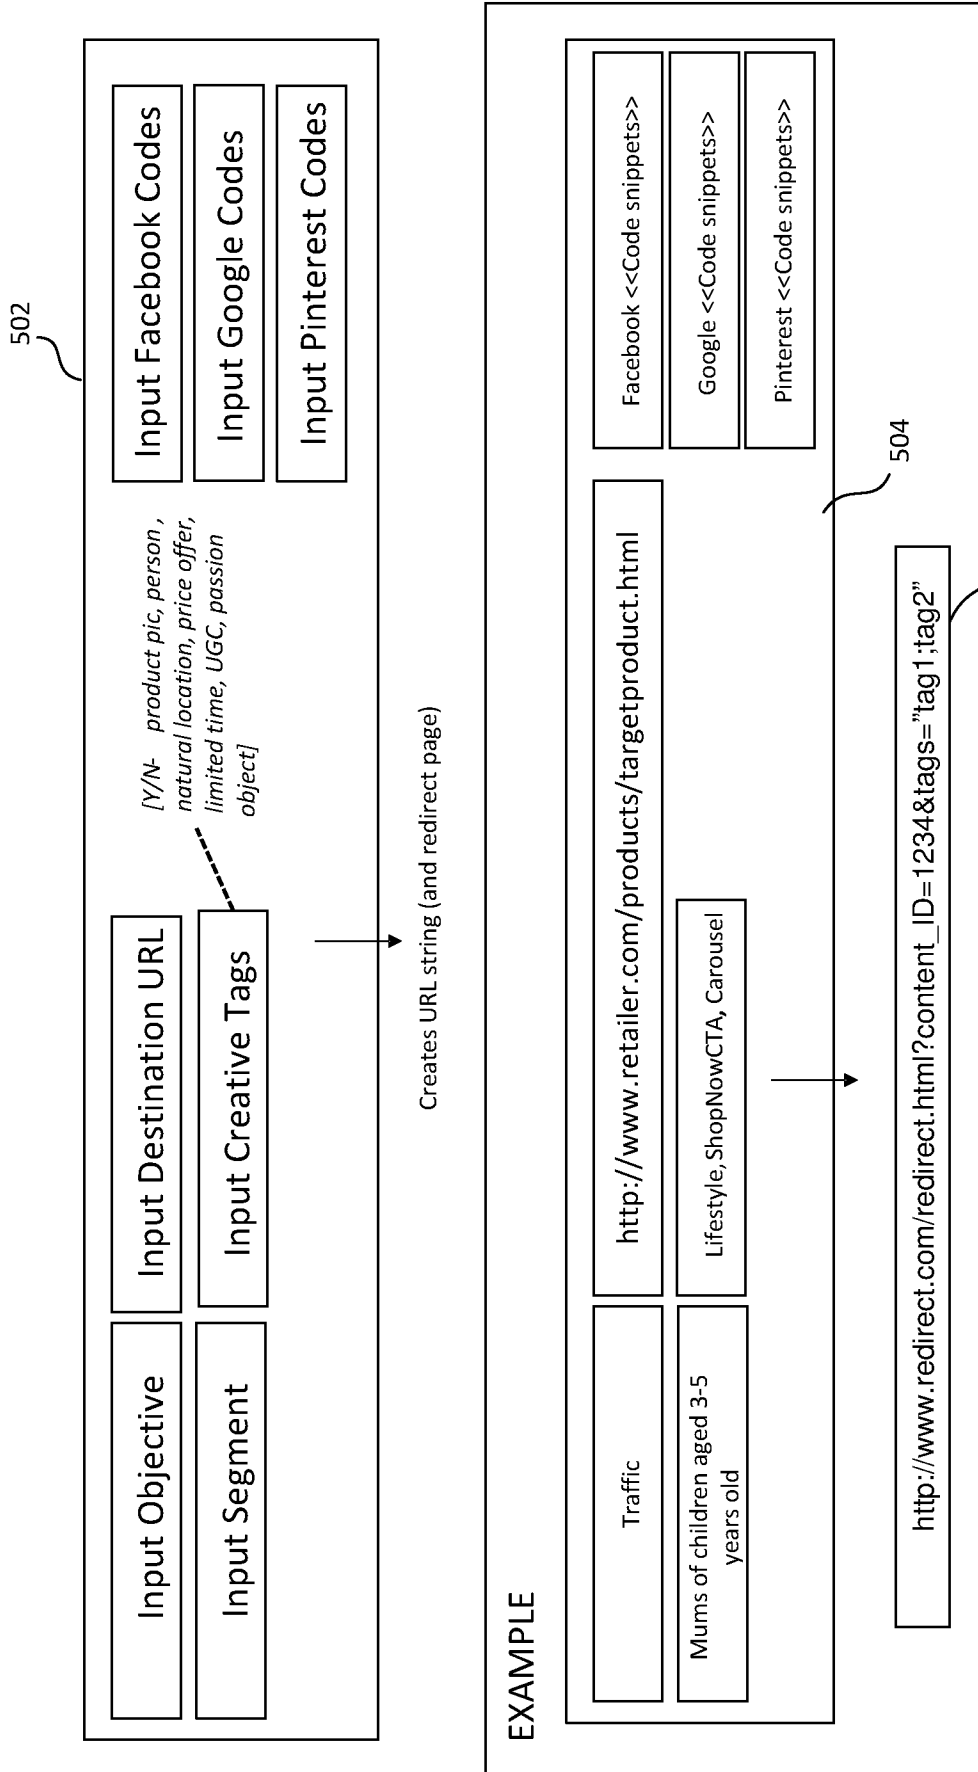 502
Input Objective
Input Destination URL
Input Facebook Codes
Input Segment
Input Creative Tags
Input Google Codes
Input Pinterest Codes
[Y/N- product pic, person ,
natural location, price offer,
limited time, UGC, passion
object]
Creates URL string (and redirect page)
EXAMPLE
Traffic
http://www.retailer.com/products/targetproduct.html
Facebook <<Code snippets>>
Mums of children aged 3-5
years old
Lifestyle, ShopNowCTA, Carousel
Google <<Code snippets>>
Pinterest <<Code snippets>>
504
http://www.redirect.com/redirect.html?content_ID=1234&tags=”tag1;tag2”